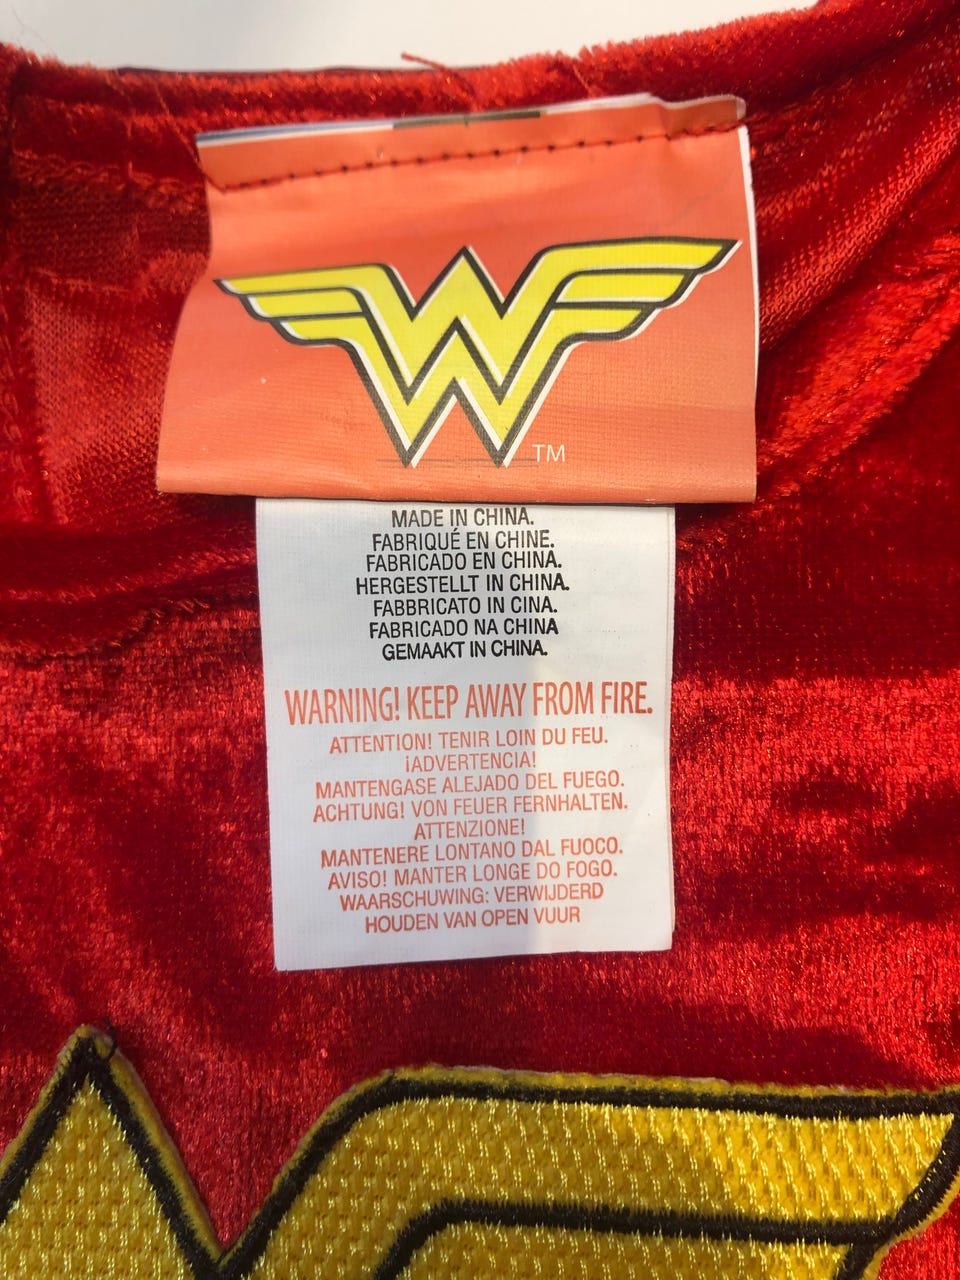 TM
MADE IN CHINA.
FABRIQUÉ EN CHINE.
FABRICADO EN CHINA.
HERGESTELLT IN CHINA.
FABBRICATO IN CINA.
FABRICADO NA CHINA
GEMAAKT IN CHINA.
WARNING! KEEP AWAY FROM FIRE.
ATTENTION! TENIR LOIN DU FEU.
¡ADVERTENCIA!
MANTENGASE ALEJADO DEL FUEGO.
ACHTUNG! VON FEUER FERNHALTEN.
ATTENZIONE!
MANTENERE LONTANO DAL FUOCO.
AVISO! MANTER LONGE DO FOGO.
WAARSCHUWING: VERWIJDERD
HOUDEN VAN OPEN VUUR